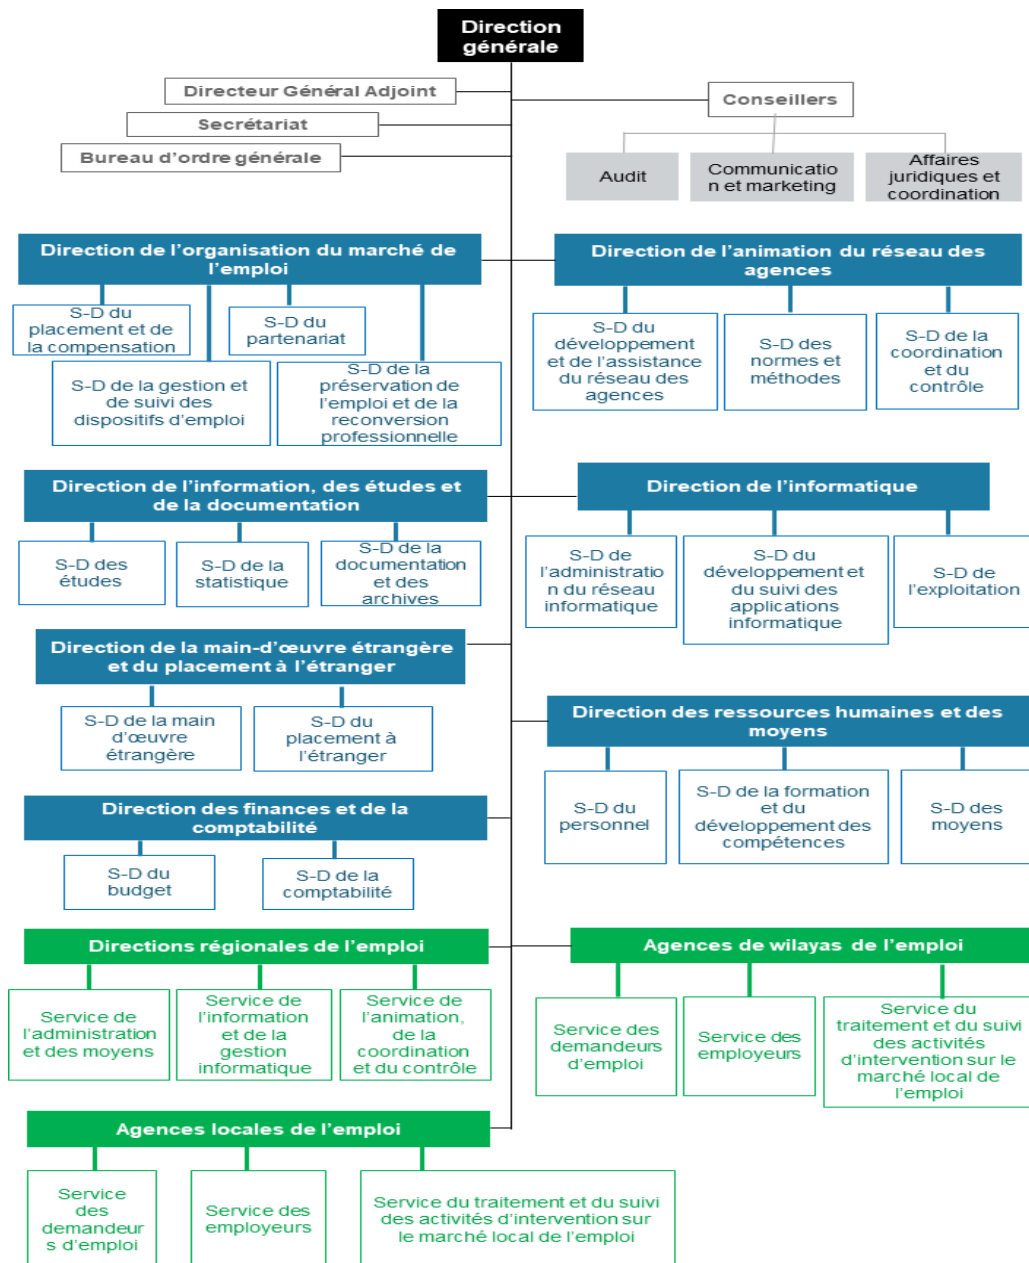 Direction
générale
Directeur Général Adjoint
Secrétariat
Bureau d'ordre générale
Conseillers
Audit
Communicatio
n et marketing
Affaires
juridiques et
coordination
Direction de l'organisation du marché de
l'emploi
S-D du
placement et de
la compensation
S-D de la gestion et
de suivi des
dispositifs d'emploi
S-D du
partenariat
S-D de la
préservation de
l'emploi et de la
reconversion
professionnelle
Direction de l'animation du réseau des
agences
S-D du
développement
et de l'assistance
du réseau des
agences
S-D des
normes et
méthodes
S-D de la
coordination
et du
contrôle
Direction de l'information, des études et
de la documentation
S-D des
études
S-D de la
statistique
S-D de la
documentation
et des
archives
Direction de l'informatique
S-D de
l'administratio
n du réseau
informatique
S-D du
développement et
du suivi des
applications
informatique
S-D de
l'exploitation
Direction de la main-d'œuvre étrangère
et du placement à l'étranger
S-D de la main
d'œuvre
étrangère
S-D du
placement à
l'étranger
Direction des ressources humaines et des
moyens
S-D du
personnel
S-D de la formation
et du
développement des
compétences
S-D des
moyens
Direction des finances et de la
comptabilité
S-D du
budget
S-D de la
comptabilité
Directions régionales de l'emploi
Service de
l'administration
et des moyens
Service de
l'information
et de la
gestion
informatique
Service de
l'animation,
de la
coordination
et du contrôle
Agences de wilayas de l'emploi
Service des
demandeurs
d'emploi
Service des
employeurs
Service du
traitement et du suivi
des activités
d'intervention sur le
marché local de
l'emploi
Agences locales de l'emploi
Service
des
demandeur
s d'emploi
Service des
employeurs
Service du traitement et du suivi
des activités d'intervention sur
le marché local de l'emploi